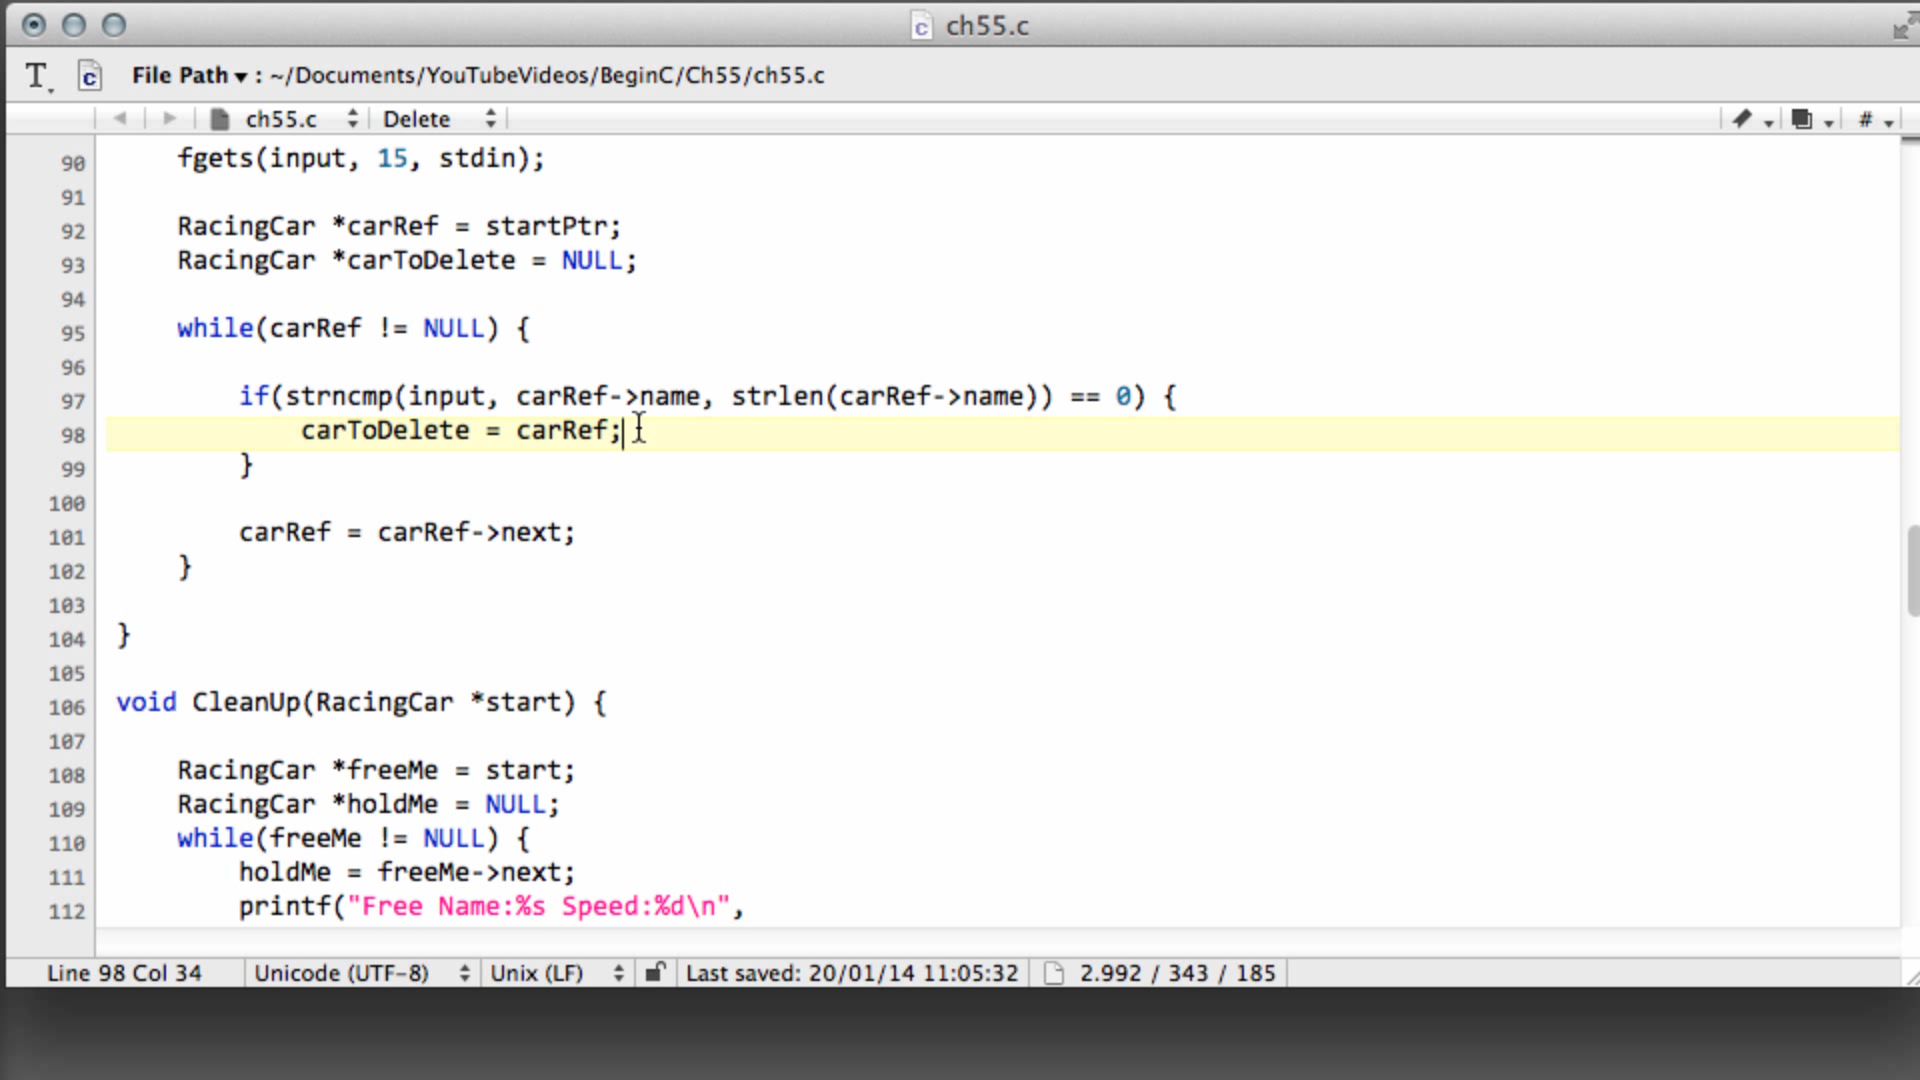 ch55.c
File Path ▾ : ~/Documents/YouTubeVideos/BeginC/Ch55/ch55.c
ch55.c Delete #
90 fgets(input, 15, stdin);
91
92 RacingCar *carRef = startPtr;
93 RacingCar *carToDelete = NULL;
94
95 while(carRef != NULL) {
96
97 if(strncmp(input, carRef->name, strlen(carRef->name)) == 0) {
98 carToDelete = carRef;
99 }
100
101 carRef = carRef->next;
102 }
103
104 }
105
106 void CleanUp(RacingCar *start) {
107
108 RacingCar *freeMe = start;
109 RacingCar *holdMe = NULL;
110 while(freeMe != NULL) {
111 holdMe = freeMe->next;
112 printf("Free Name:%s Speed:%d\n",
Line 98 Col 34 Unicode (UTF-8) Unix (LF) Last saved: 20/01/14 11:05:32 2.992 / 343 / 185